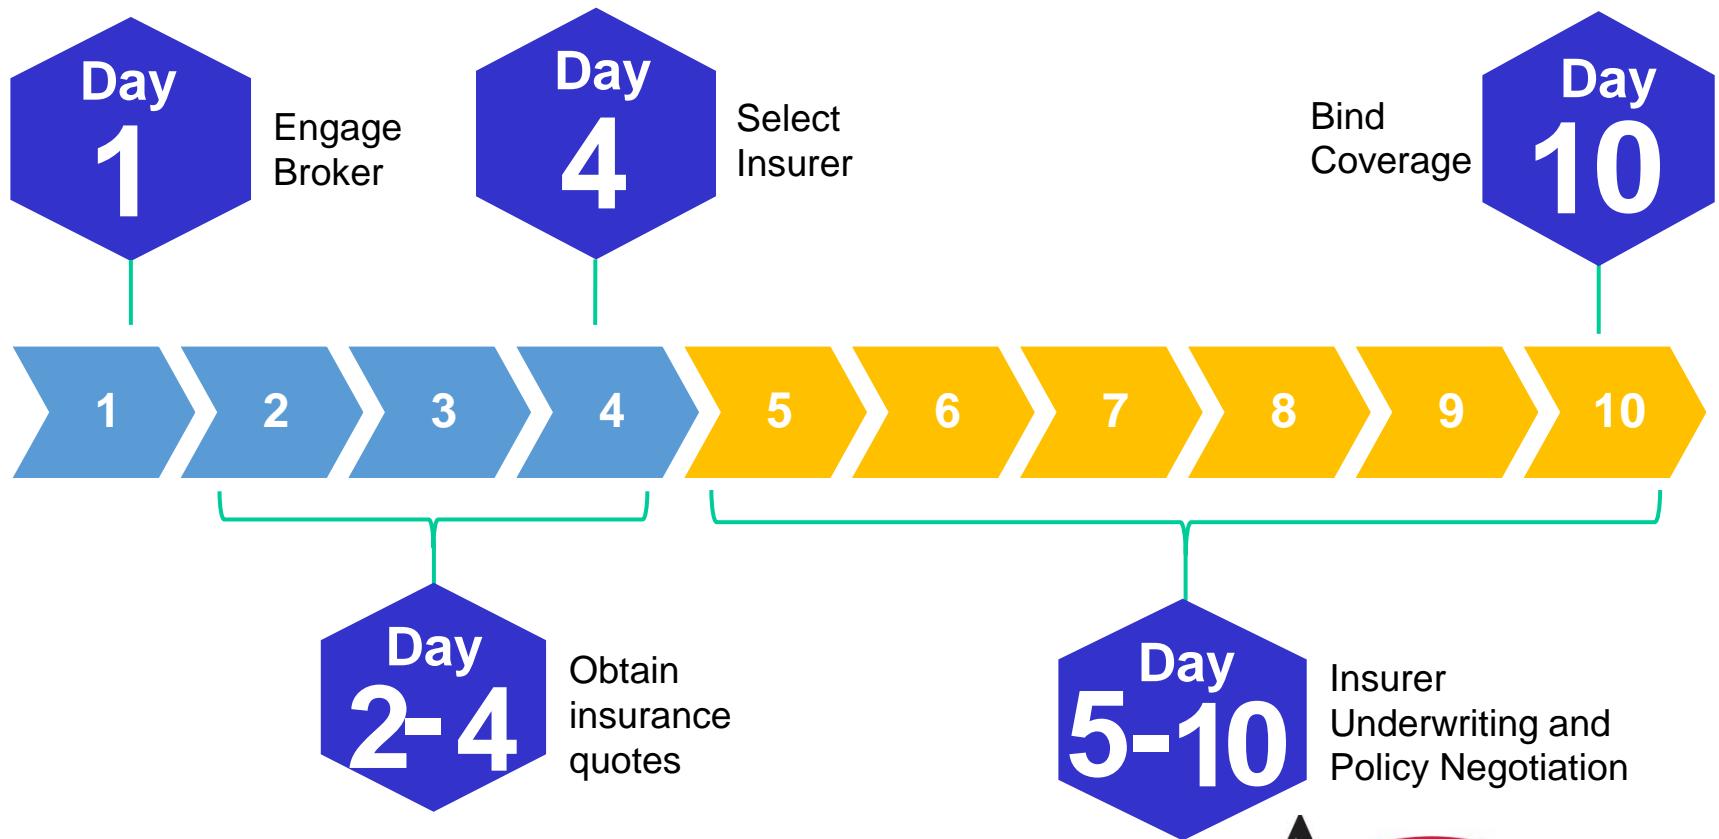 Day
1
Engage
Broker
Day
4
Select
Insurer
Bind
Coverage
Day
10
1
2
3
4
5
6
7
8
9
10
Day
2-4
Obtain
insurance
quotes
Day
5-10
Insurer
Underwriting and
Policy Negotiation